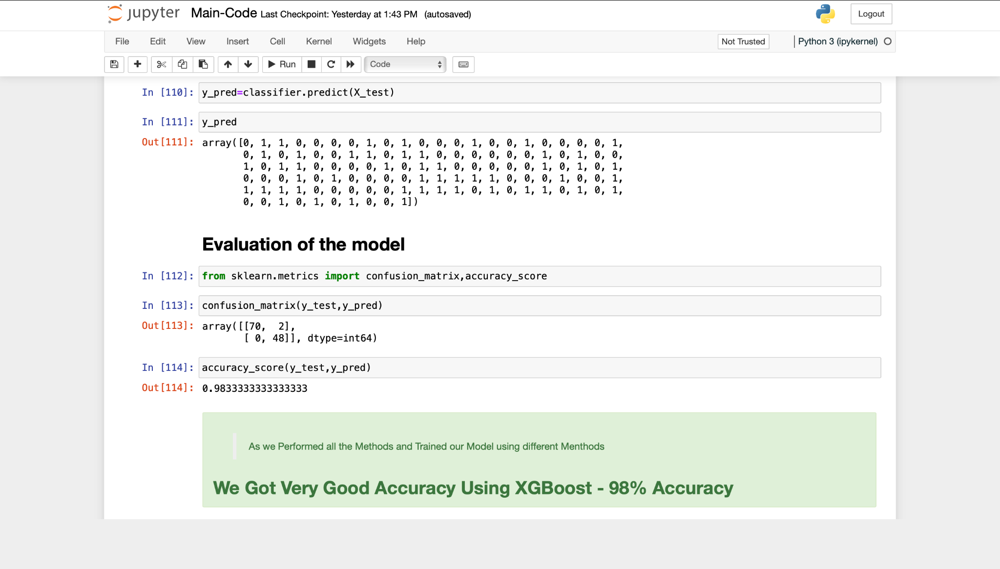 jupyter Main-Code Last Checkpoint: Yesterday at 1:43 PM (autosaved) Logout
File Edit View Insert Cell Kernel Widgets Help Not Trusted Python 3 (ipykernel)
Run Code
In [110]: y_pred=classifier.predict(X_test)
In [111]: y_pred
Out[111]: array([0, 1, 1, 0, 0, 0, 0, 1, 0, 1, 0, 0, 0, 1, 0, 0, 1, 0, 0, 0, 0, 1,
0, 1, 0, 1, 0, 0, 1, 1, 0, 1, 1, 0, 0, 0, 0, 0, 0, 1, 0, 1, 0, 0,
1, 0, 1, 1, 0, 0, 0, 0, 1, 0, 1, 1, 0, 0, 0, 0, 0, 1, 0, 1, 0, 1,
0, 0, 0, 1, 0, 1, 0, 0, 0, 0, 1, 1, 1, 1, 1, 0, 0, 0, 1, 0, 0, 1,
1, 1, 1, 1, 0, 0, 0, 0, 0, 1, 1, 1, 1, 0, 1, 0, 1, 1, 0, 1, 0, 1,
0, 0, 1, 0, 1, 0, 1, 0, 0, 1])
Evaluation of the model
In [112]: from sklearn.metrics import confusion_matrix,accuracy_score
In [113]: confusion_matrix(y_test,y_pred)
Out[113]: array([[70, 2],
[ 0, 48]], dtype=int64)
In [114]: accuracy_score(y_test,y_pred)
Out[114]: 0.9833333333333333
As we Performed all the Methods and Trained our Model using different Menthods
We Got Very Good Accuracy Using XGBoost - 98% Accuracy